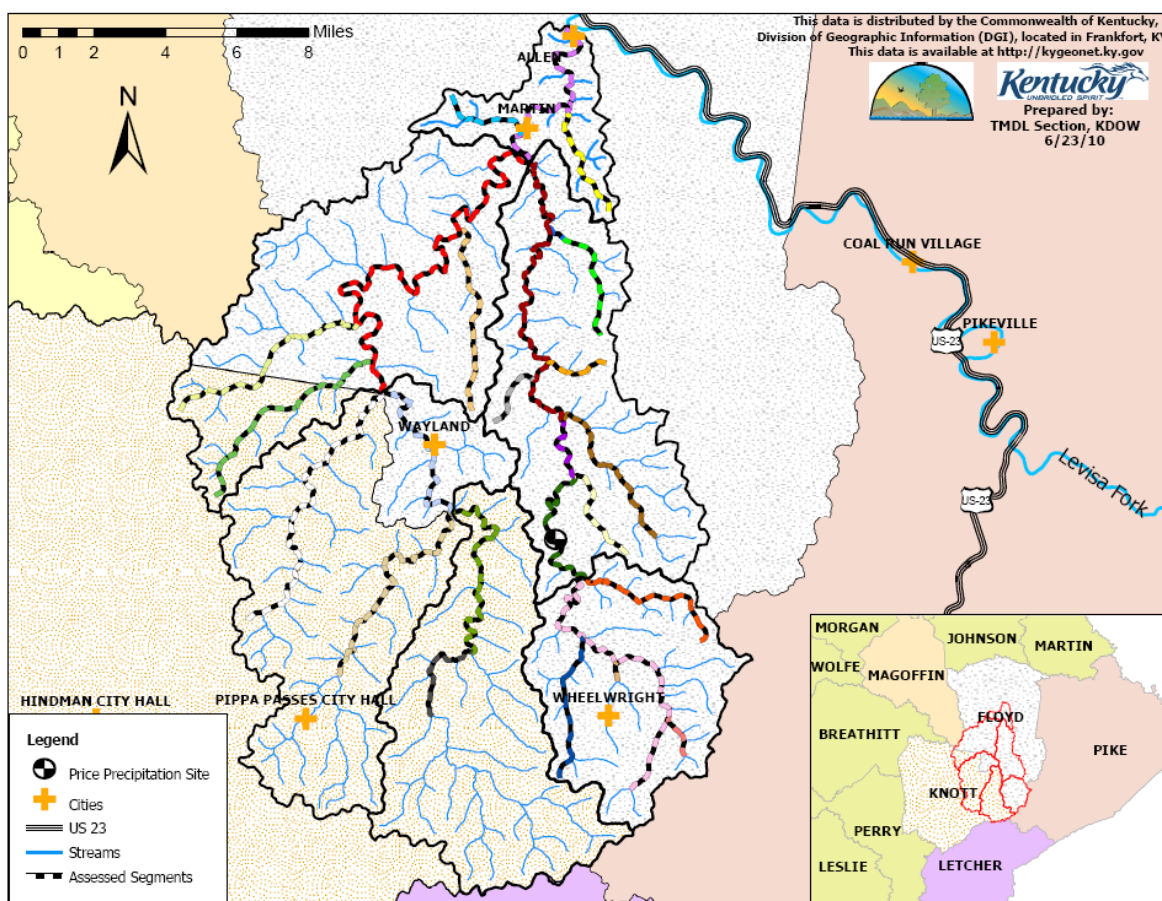 0 1 2 4 6 8 Miles
This data is distributed by the Commonwealth of Kentucky,
Division of Geographic Information (DGI), located in Frankfort, KY
This data is available at http://kygeonet.ky.gov
Kentucky
UNBRIDLED SPIRIT
Prepared by:
TMDL Section, KDOW
6/23/10
N
ALLEN
MARTIN
COAL RUN VILLAGE
PIKEVILLE
US-23
WAYLAND
Levisa Fork
US-23
HINDMAN CITY HALL
PIPPA PASSES CITY HALL
WHEELWRIGHT
Legend
Price Precipitation Site
Cities
US 23
Streams
Assessed Segments
MORGAN
JOHNSON
MARTIN
WOLFE
MAGOFFIN
FLOYD
BREATHITT
PIKE
KNOTT
PERRY
LESLIE
LETCHER